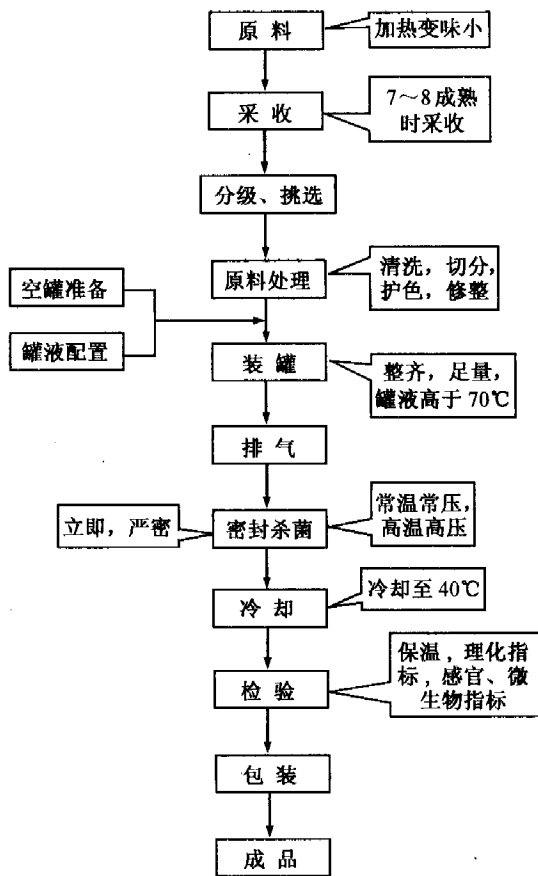 原料
加热变味小
采收
7～8成熟
时采收
分级、挑选
原料处理
清洗，切分，
护色，修整
空罐准备
罐液配置
装罐
整齐，足量，
罐液高于70℃
排气
立即，严密
密封杀菌
常温常压，
高温高压
冷却
冷却至40℃
检验
保温，理化指
标，感官、微
生物指标
包装
成品